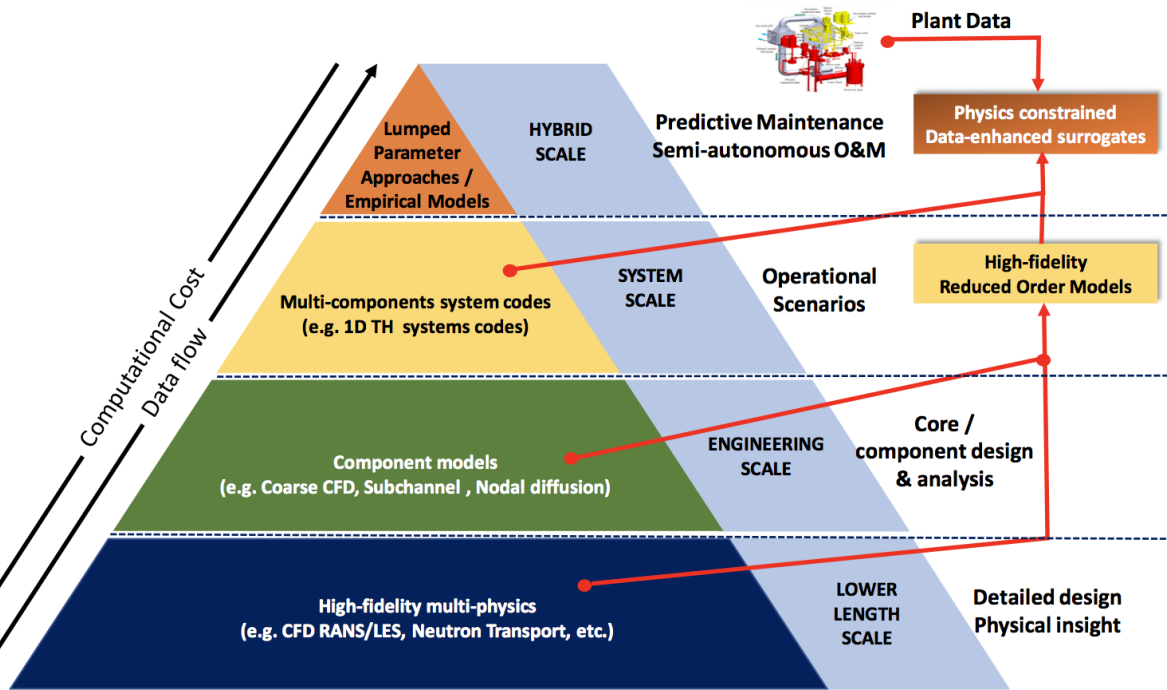 Plant Data
Physics constrained
Data-enhanced surrogates
Lumped
Parameter
Approaches /
Empirical Models
HYBRID
SCALE
Predictive Maintenance
Semi-autonomous O&M
High-fidelity
Reduced Order Models
Multi-components system codes
(e.g. 1D TH systems codes)
SYSTEM
SCALE
Operational
Scenarios
Computational Cost
Data flow
Component models
(e.g. Coarse CFD, Subchannel , Nodal diffusion)
ENGINEERING
SCALE
Core /
component design
& analysis
High-fidelity multi-physics
(e.g. CFD RANS/LES, Neutron Transport, etc.)
LOWER
LENGTH
SCALE
Detailed design
Physical insight